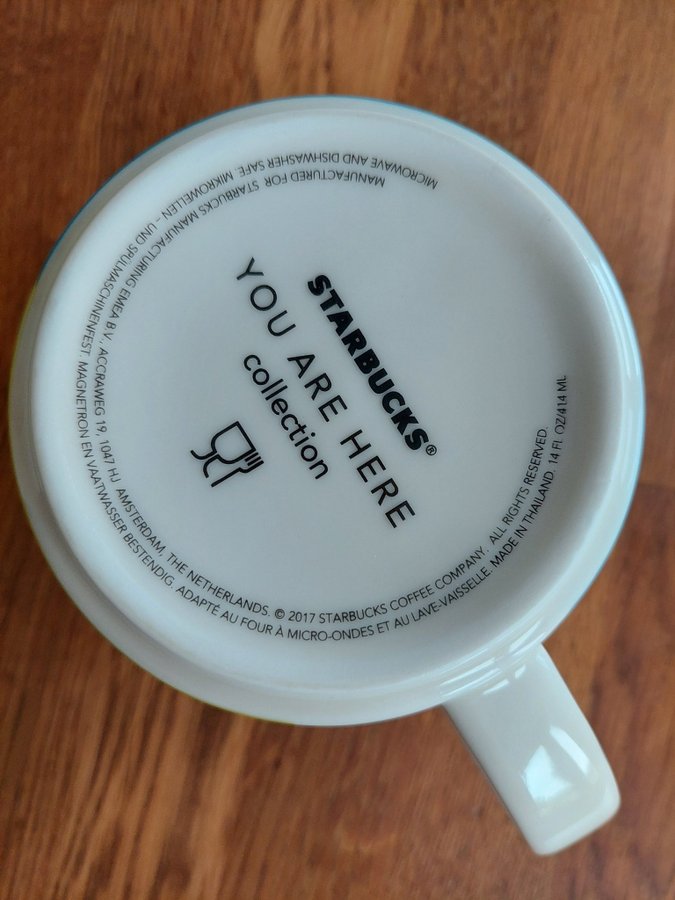 STARBUCKS®
YOU ARE HERE
collection
MANUFACTURED FOR STARBUCKS MANUFACTURING EMEA B.V., ACCRAWEG 19, 1047 HJ AMSTERDAM, THE NETHERLANDS. © 2017 STARBUCKS COFFEE COMPANY. ALL RIGHTS RESERVED.
MICROWAVE AND DISHWASHER SAFE. MIKROWELLEN - UND SPÜLMASCHINENFEST. MAGNETRON EN VAATWASSER BESTENDIG. ADAPTÉ AU FOUR À MICRO-ONDES ET AU LAVE-VAISSELLE. MADE IN THAILAND. 14 FL OZ/414 ML